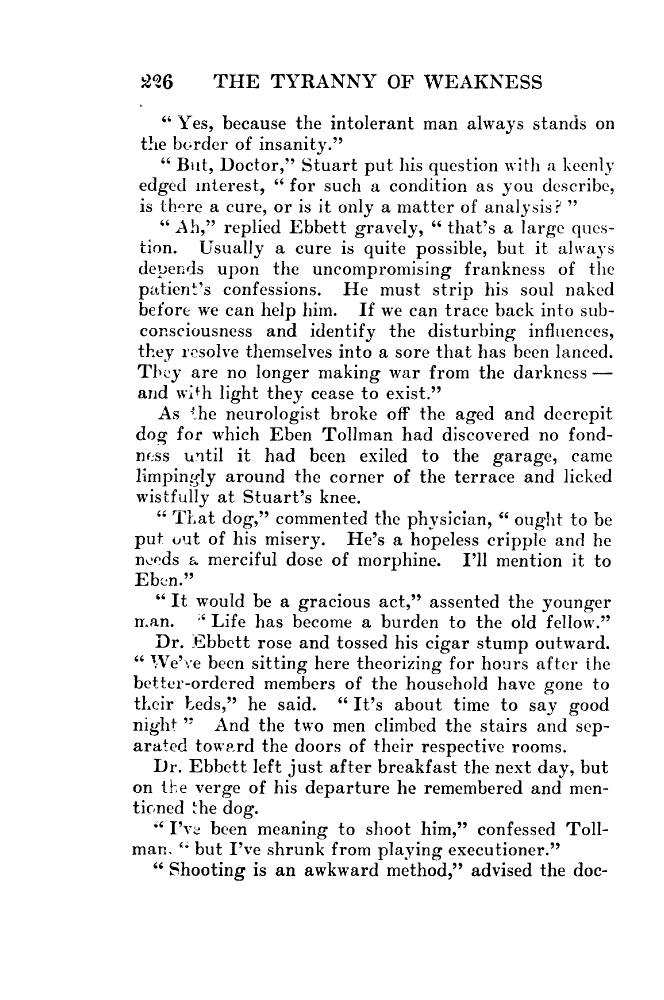 226 THE TYRANNY OF WEAKNESS
“ Yes, because the intolerant man always stands on
the border of insanity.”
“ But, Doctor,” Stuart put his question with a keenly
edged interest, “ for such a condition as you describe,
is there a cure, or is it only a matter of analysis? ”
“ Ah,” replied Ebbett gravely, “ that’s a large ques-
tion. Usually a cure is quite possible, but it always
depends upon the uncompromising frankness of the
patient’s confessions. He must strip his soul naked
before we can help him. If we can trace back into sub-
consciousness and identify the disturbing influences,
they resolve themselves into a sore that has been lanced.
They are no longer making war from the darkness —
and with light they cease to exist.”
As the neurologist broke off the aged and decrepit
dog for which Eben Tollman had discovered no fond-
ness until it had been exiled to the garage, came
limpingly around the corner of the terrace and licked
wistfully at Stuart’s knee.
“ That dog,” commented the physician, “ ought to be
put out of his misery. He’s a hopeless cripple and he
needs a merciful dose of morphine. I’ll mention it to
Eben.”
“ It would be a gracious act,” assented the younger
man. “ Life has become a burden to the old fellow.”
Dr. Ebbett rose and tossed his cigar stump outward.
“ We’ve been sitting here theorizing for hours after the
better-ordered members of the household have gone to
their beds,” he said. “ It’s about time to say good
night ” And the two men climbed the stairs and sep-
arated toward the doors of their respective rooms.
Dr. Ebbett left just after breakfast the next day, but
on the verge of his departure he remembered and men-
tioned the dog.
“ I’ve been meaning to shoot him,” confessed Toll-
man. “ but I’ve shrunk from playing executioner.”
“ Shooting is an awkward method,” advised the doc-